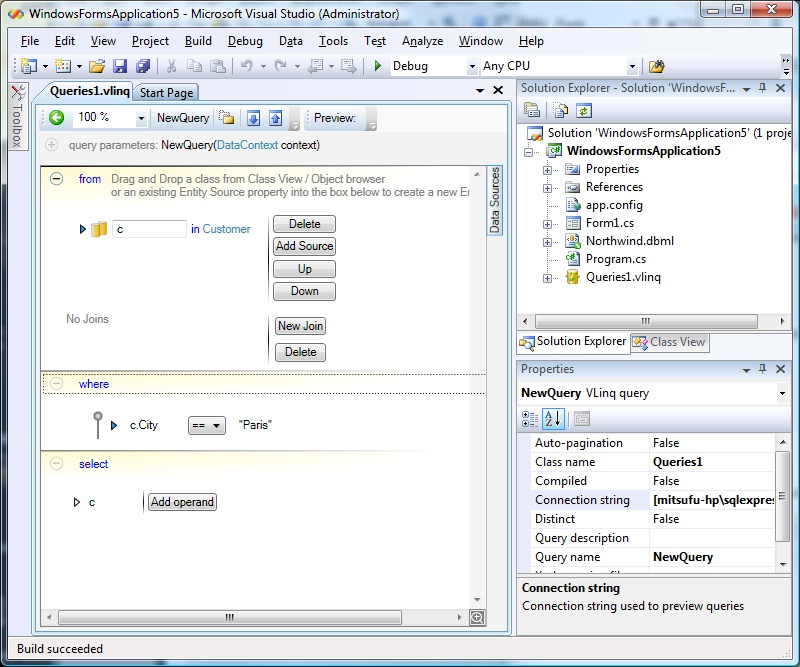 WindowsFormsApplication5 - Microsoft Visual Studio (Administrator)
File Edit View Project Build Debug Data Tools Test Analyze Window Help
Debug Any CPU
Toolbox
Queries1.vlinq Start Page
100 % NewQuery Preview:
query parameters: NewQuery(DataContext context)
from Drag and Drop a class from Class View / Object browser
or an existing Entity Source property into the box below to create a new En
c in Customer
Delete
Add Source
Up
Down
No Joins
New Join
Delete
where
c.City == "Paris"
select
c Add operand
Data Sources
Solution Explorer - Solution 'WindowsF...
Solution 'WindowsFormsApplication5' (1 proje
WindowsFormsApplication5
Properties
References
app.config
Form1.cs
Northwind.dbml
Program.cs
Queries1.vlinq
Solution Explorer Class View
Properties
NewQuery VLinq query
Auto-pagination False
Class name Queries1
Compiled False
Connection string [mitsufu-hp\sqlexpres
Distinct False
Query description
Query name NewQuery
Connection string
Connection string used to preview queries
Build succeeded